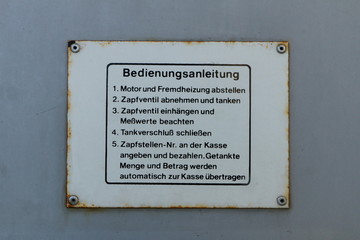 Bedienungsanleitung
1. Motor und Fremdheizung abstellen
2. Zapfventil abnehmen und tanken
3. Zapfventil einhängen und
Meßwerte beachten
4. Tankverschluß schließen
5. Zapfstellen-Nr. an der Kasse
angeben und bezahlen. Getankte
Menge und Betrag werden
automatisch zur Kasse übertragen